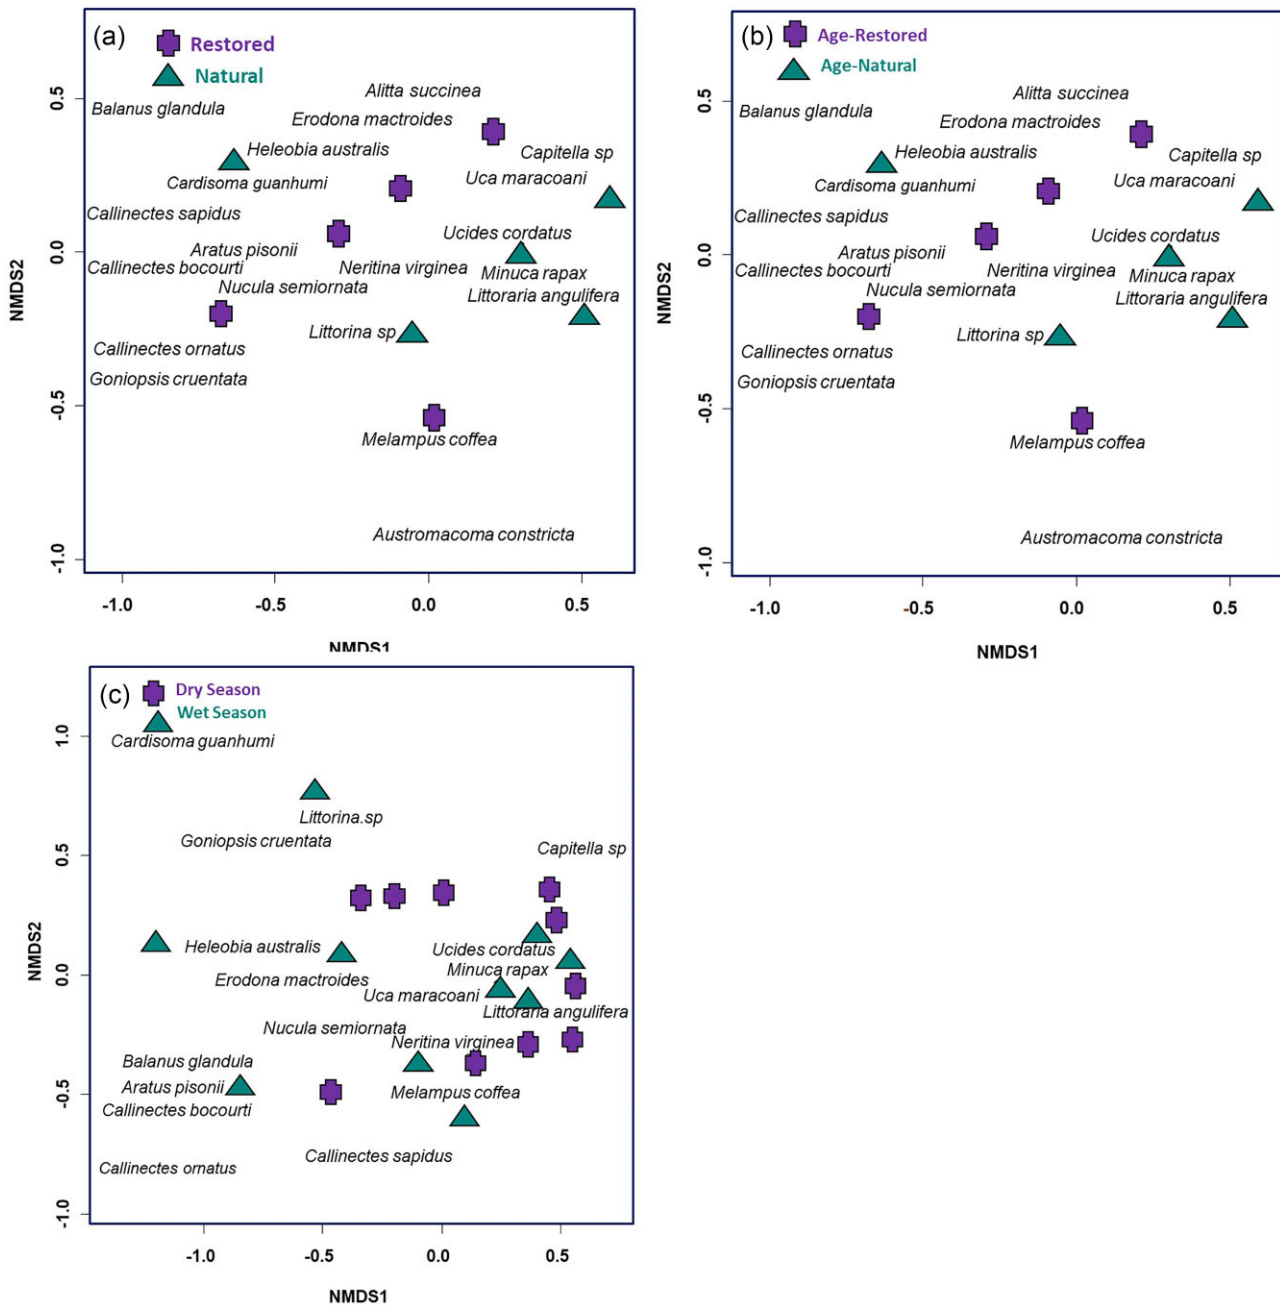 (a)
Restored
Natural
Alitta succinea
Balanus glandula
Erodona mactroides
Heleobia australis
Capitella sp
Cardisoma guanhumi
Uca maracoani
Callinectes sapidus
Ucides cordatus
Aratus pisonii
Callinectes bocourti
Neritina virginea
Minuca rapax
Nucula semiornata
Littoraria angulifera
Littorina sp
Callinectes ornatus
Goniopsis cruentata
Melampus coffea
Austromacoma constricta
0.5
0.0
-0.5
-1.0
NMDS2
-1.0
-0.5
0.0
0.5
NMDS1
(b)
Age-Restored
Age-Natural
Alitta succinea
Balanus glandula
Erodona mactroides
Heleobia australis
Capitella sp
Cardisoma guanhumi
Uca maracoani
Callinectes sapidus
Ucides cordatus
Aratus pisonii
Callinectes bocourti
Neritina virginea
Minuca rapax
Nucula semiornata
Littoraria angulifera
Littorina sp
Callinectes ornatus
Goniopsis cruentata
Melampus coffea
Austromacoma constricta
0.5
0.0
-0.5
-1.0
NMDS2
-1.0
-0.5
0.0
0.5
NMDS1
(c)
Dry Season
Wet Season
Cardisoma guanhumi
Littorina.sp
Goniopsis cruentata
Capitella sp
Heleobia australis
Ucides cordatus
Minuca rapax
Erodona mactroides
Uca maracoani
Littoraria angulifera
Nucula semiornata
Neritina virginea
Balanus glandula
Aratus pisonii
Melampus coffea
Callinectes bocourti
Callinectes sapidus
Callinectes ornatus
1.0
0.5
0.0
-0.5
-1.0
NMDS2
-1.0
-0.5
0.0
0.5
NMDS1